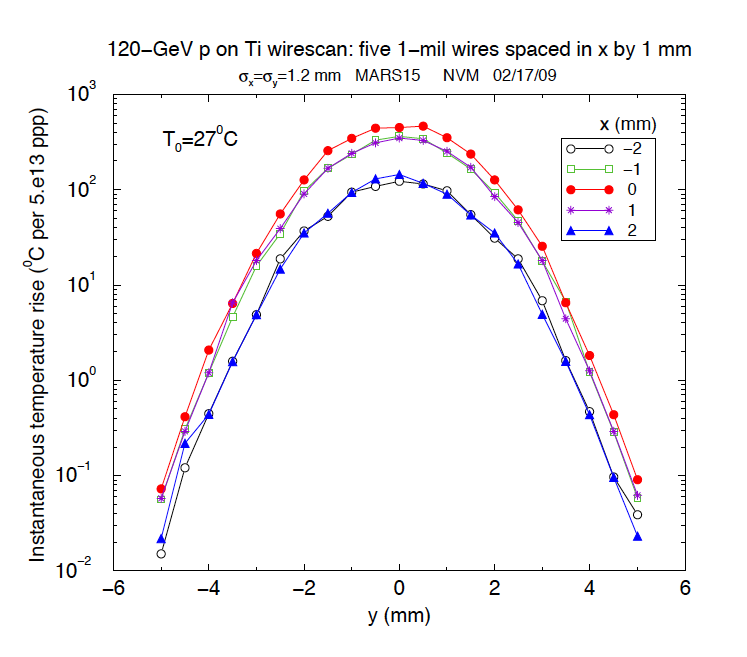 120−GeV p on Ti wirescan: five 1−mil wires spaced in x by 1 mm
σx=σy=1.2 mm MARS15 NVM 02/17/09
T0=27⁰C
x (mm)
−2
−1
0
1
2
Instantaneous temperature rise (⁰C per 5.e13 ppp)
10³
10²
10¹
10⁰
10⁻¹
10⁻²
−6 −4 −2 0 2 4 6
y (mm)